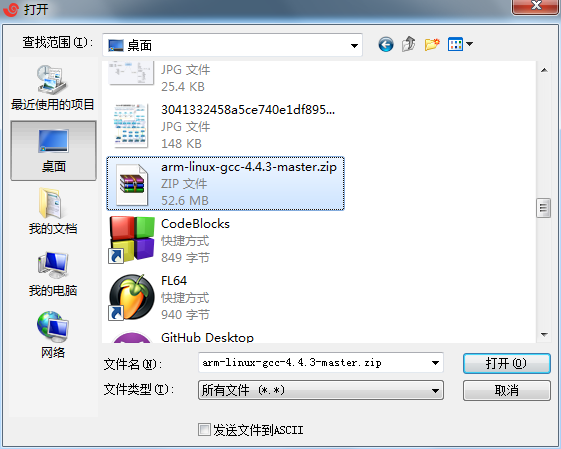 打开
查找范围(I):
桌面
最近使用的项目
桌面
我的文档
我的电脑
网络
JPG 文件
25.4 KB
3041332458a5ce740e1df895...
JPG 文件
148 KB
arm-linux-gcc-4.4.3-master.zip
ZIP 文件
52.6 MB
CodeBlocks
快捷方式
849 字节
FL64
快捷方式
940 字节
GitHub Desktop
文件名(N):
arm-linux-gcc-4.4.3-master.zip
打开(O)
文件类型(T):
所有文件 (*.*)
取消
发送文件到ASCII